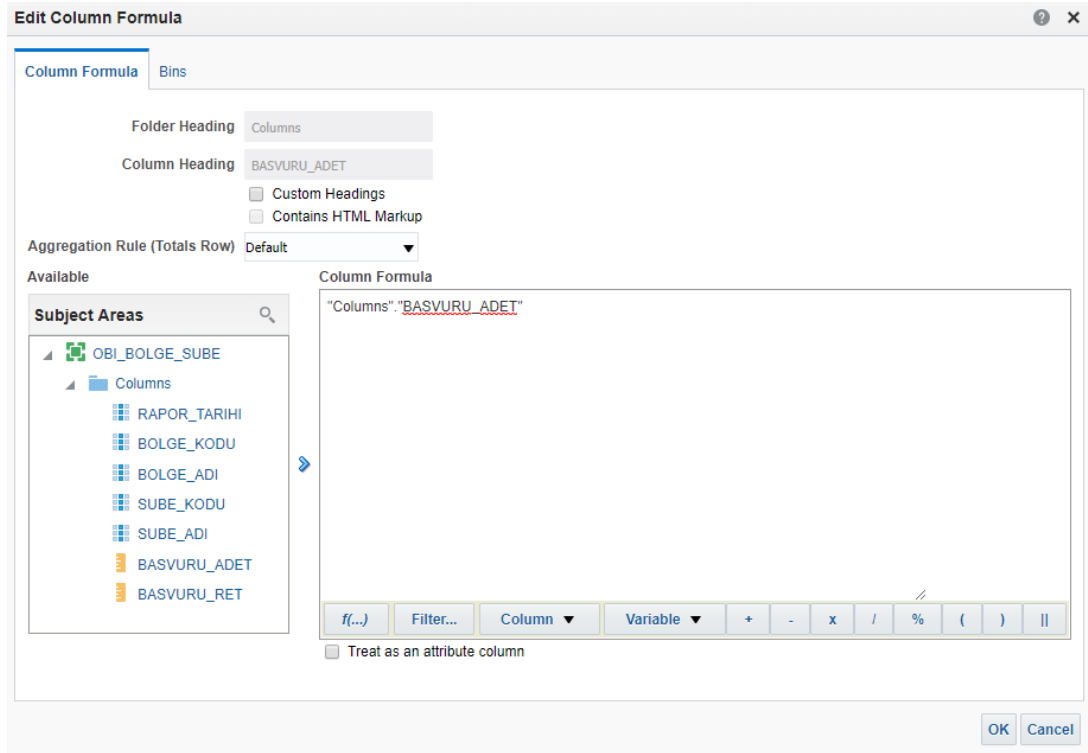 Edit Column Formula
Column Formula Bins
Folder Heading Columns
Column Heading BASVURU_ADET
Custom Headings
Contains HTML Markup
Aggregation Rule (Totals Row) Default
Available Column Formula
Subject Areas
"Columns"."BASVURU_ADET"
OBI_BOLGE_SUBE
Columns
RAPOR_TARIHI
BOLGE_KODU
BOLGE_ADI
SUBE_KODU
SUBE_ADI
BASVURU_ADET
BASVURU_RET
f(...) Filter... Column Variable + - x / % ( ) ||
Treat as an attribute column
OK Cancel